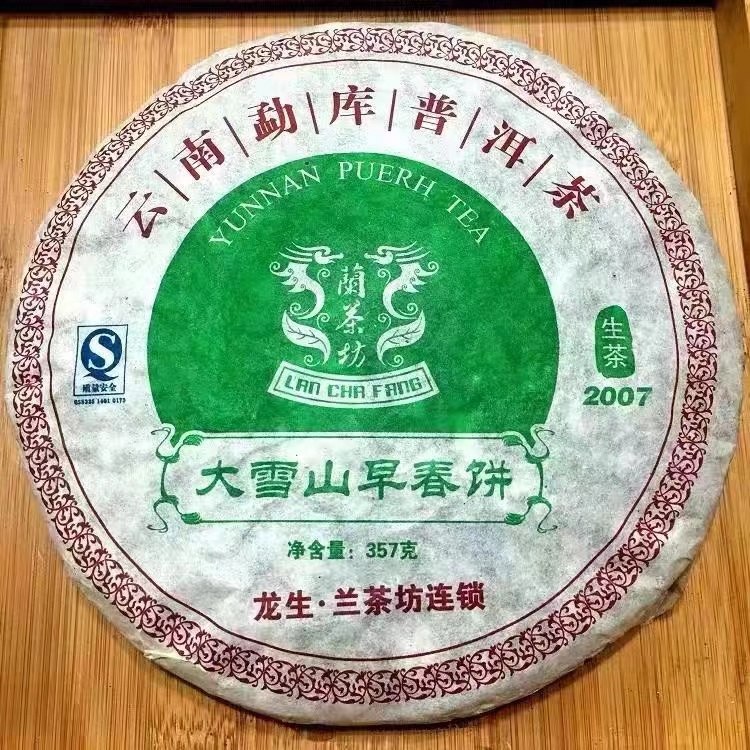 云|南|勐|库|普|洱|茶
YUNNAN PUERH TEA
蘭茶坊
LAN CHA FANG
生茶
2007
S
质量安全
大雪山早春饼
净含量：357克
龙生·兰茶坊连锁